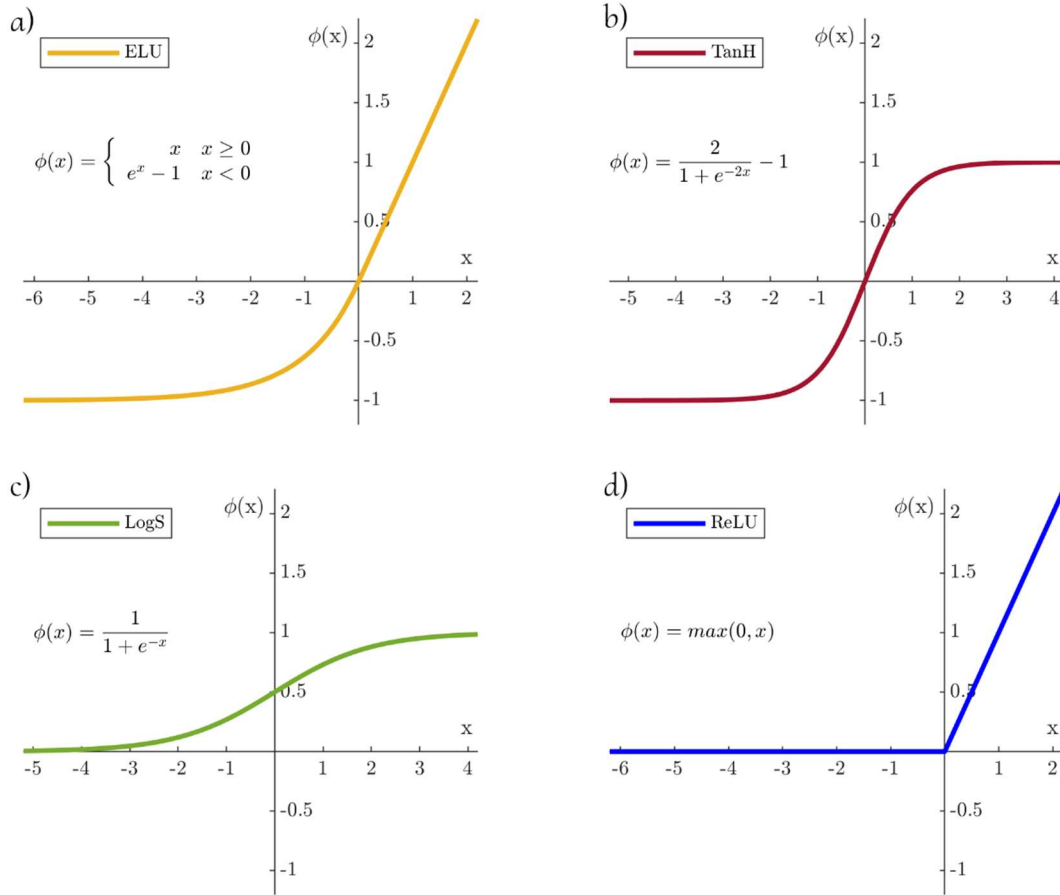 a)
ELU
ϕ(x)
2
1.5
1
0.5
x
-6 -5 -4 -3 -2 -1 1 2
-0.5
-1
ϕ(x) = { x x ≥ 0
e^x − 1 x < 0
b)
TanH
ϕ(x)
2
1.5
1
0.5
x
-5 -4 -3 -2 -1 1 2 3 4
-0.5
-1
ϕ(x) = 2 / (1 + e^{−2x}) − 1
c)
LogS
ϕ(x)
2
1.5
1
0.5
x
-5 -4 -3 -2 -1 1 2 3 4
-0.5
-1
ϕ(x) = 1 / (1 + e^{−x})
d)
ReLU
ϕ(x)
2
1.5
1
0.5
x
-6 -5 -4 -3 -2 -1 1 2
-0.5
-1
ϕ(x) = max(0, x)